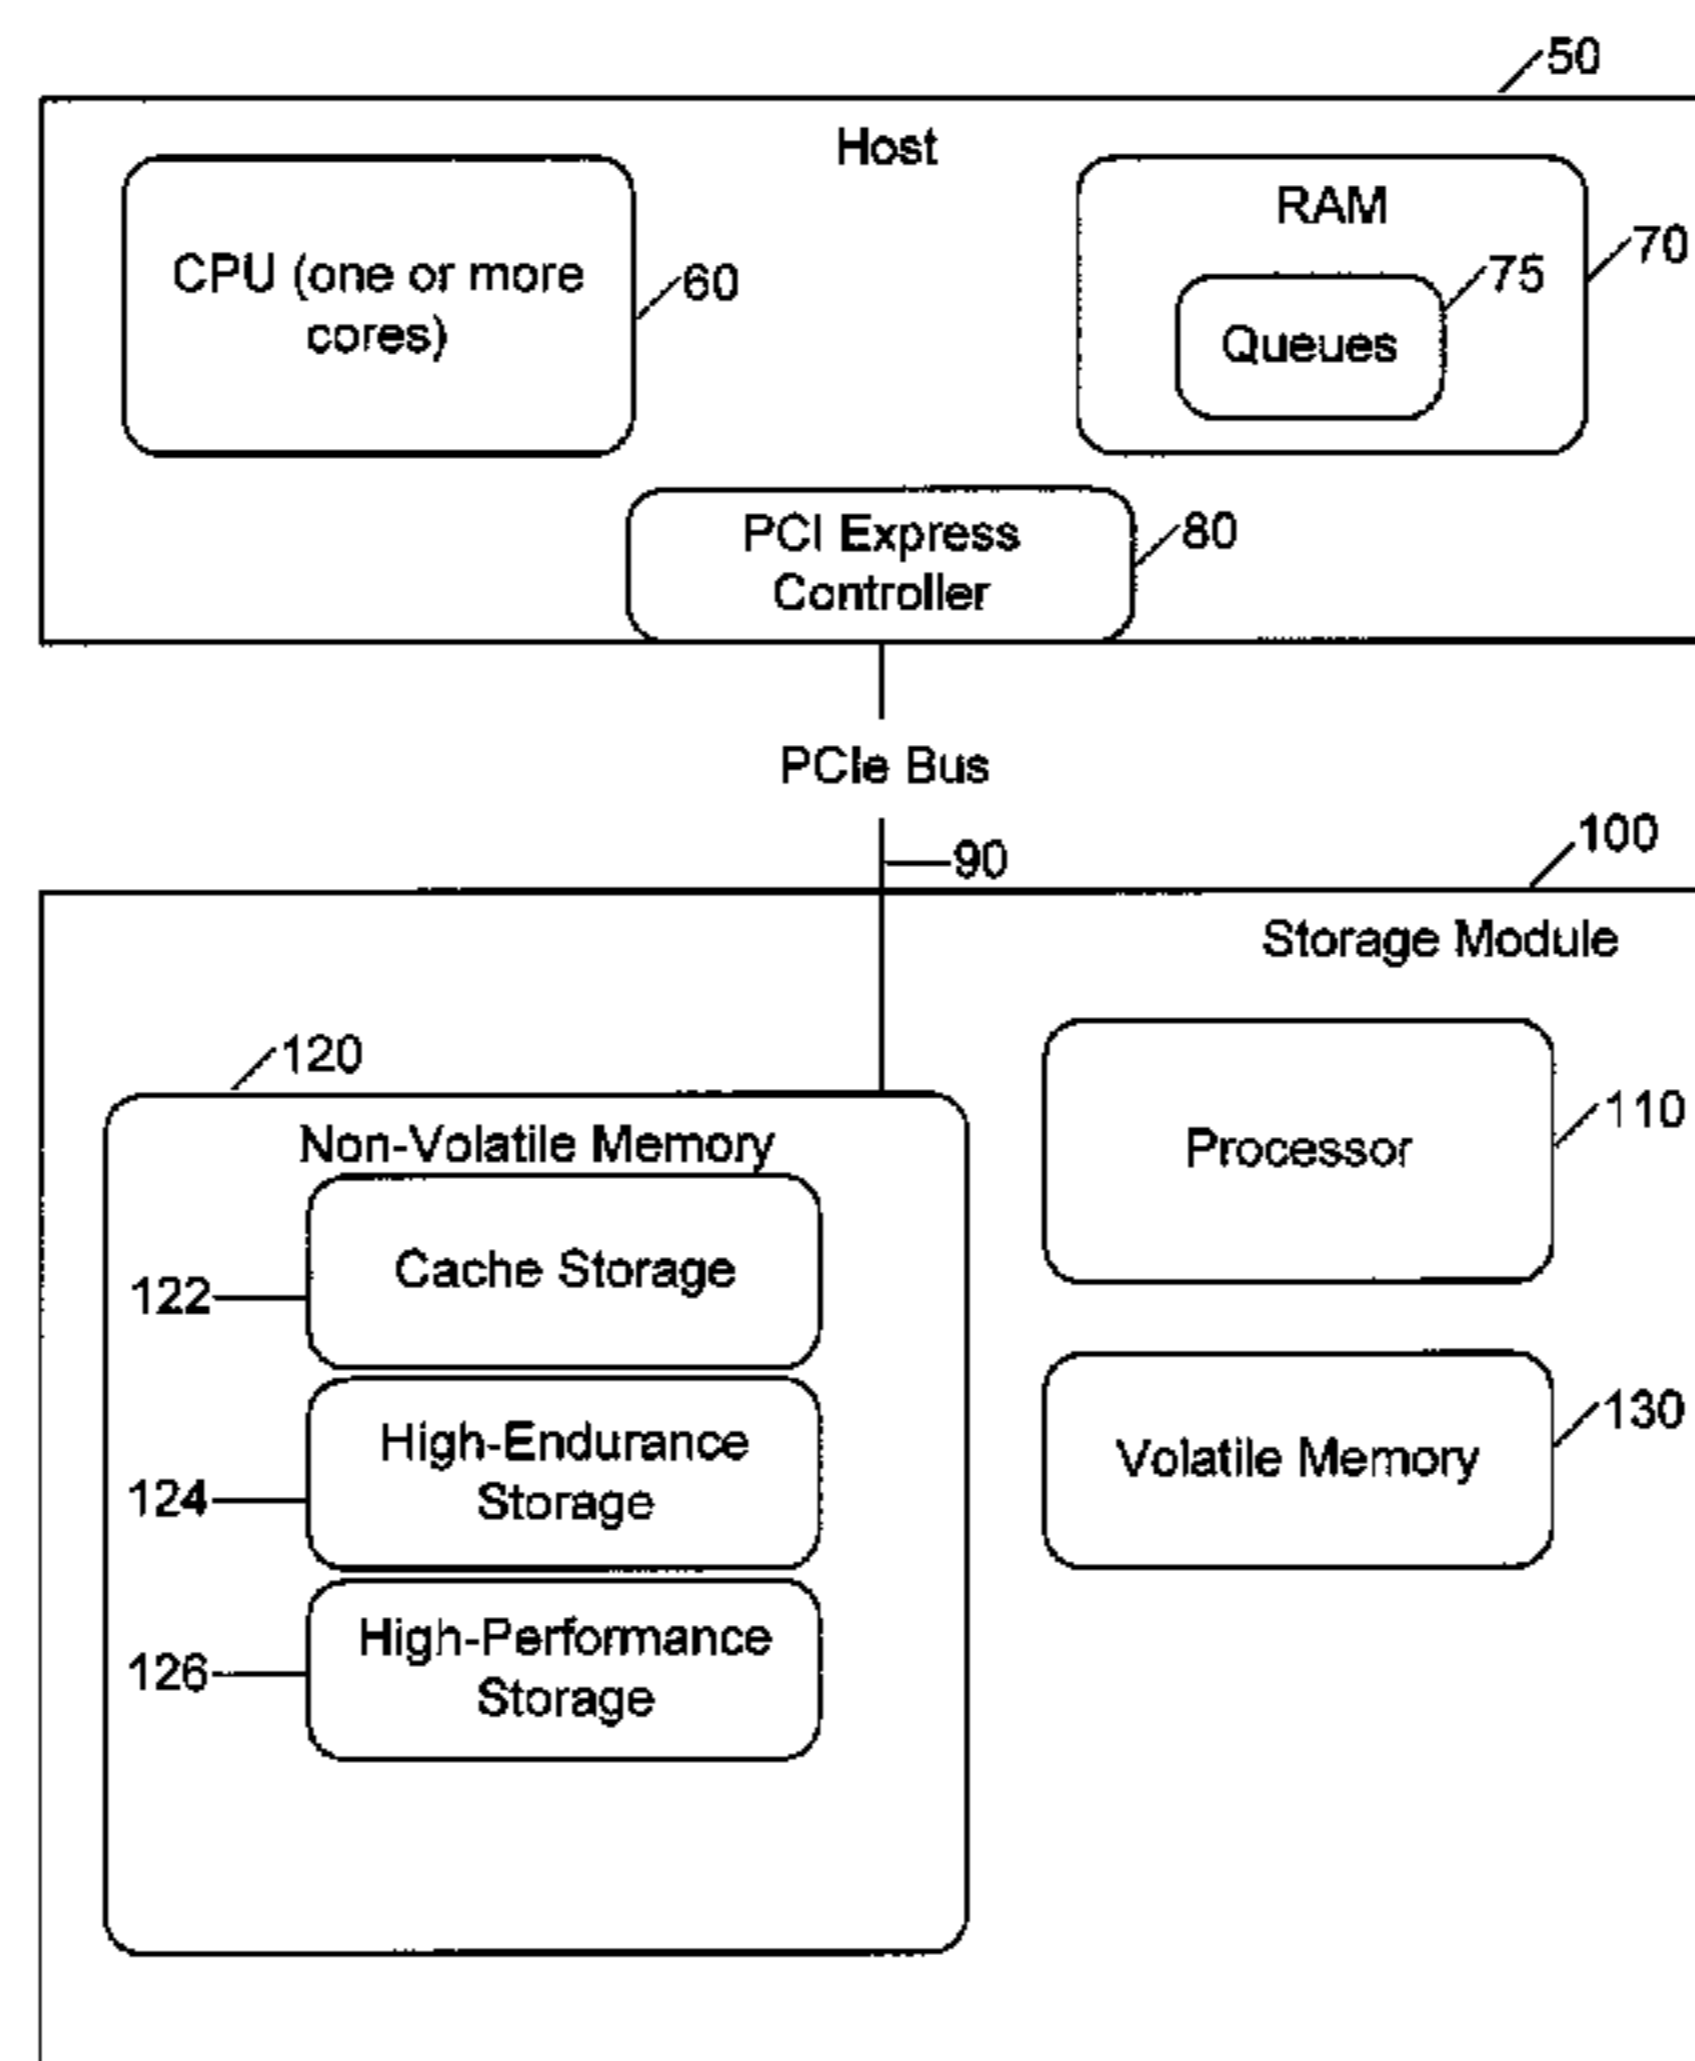 50
Host
CPU (one or more
cores)
60
RAM
70
75
Queues
PCI Express
Controller
80
PCIe Bus
90
100
Storage Module
120
Non-Volatile Memory
Cache Storage
122
High-Endurance
Storage
124
High-Performance
Storage
126
Processor
110
Volatile Memory
130